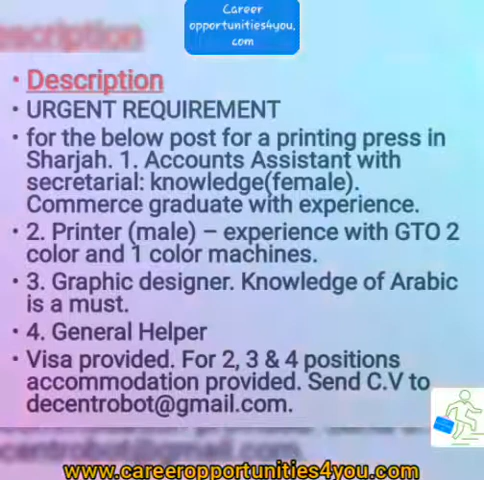 Career
opportunities4you.
com
• Description
• URGENT REQUIREMENT
• for the below post for a printing press in
Sharjah. 1. Accounts Assistant with
secretarial: knowledge(female).
Commerce graduate with experience.
• 2. Printer (male) – experience with GTO 2
color and 1 color machines.
• 3. Graphic designer. Knowledge of Arabic
is a must.
• 4. General Helper
• Visa provided. For 2, 3 & 4 positions
accommodation provided. Send C.V to
decentrobot@gmail.com.
www.careeropportunities4you.com